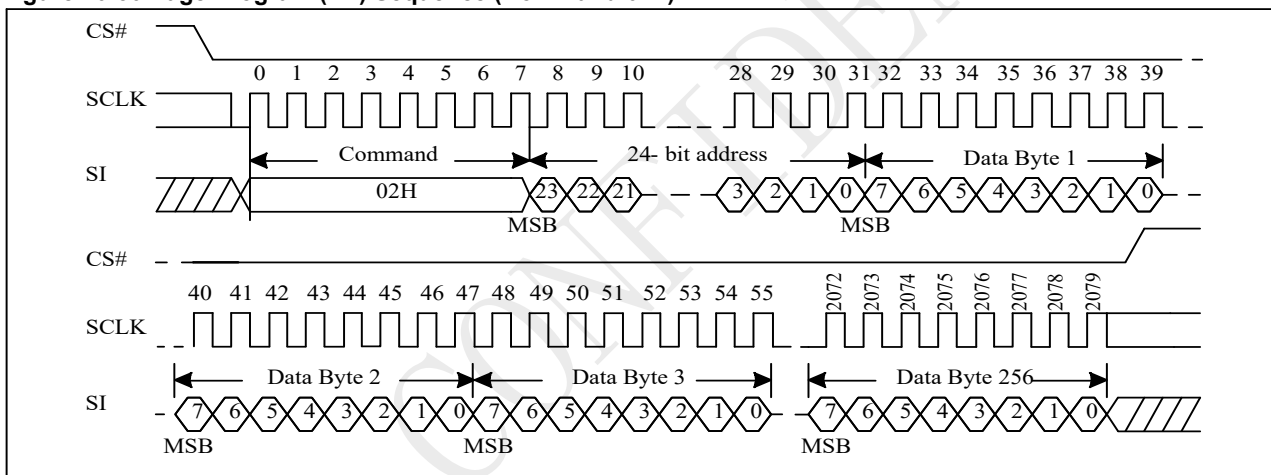 CS#
0 1 2 3 4 5 6 7 8 9 10 28 29 30 31 32 33 34 35 36 37 38 39
SCLK
Command 24- bit address Data Byte 1
SI
02H 23 22 21 3 2 1 0 7 6 5 4 3 2 1 0
MSB MSB
CS#
40 41 42 43 44 45 46 47 48 49 50 51 52 53 54 55 2072 2073 2074 2075 2076 2077 2078 2079
SCLK
Data Byte 2 Data Byte 3 Data Byte 256
SI
7 6 5 4 3 2 1 0 7 6 5 4 3 2 1 0 7 6 5 4 3 2 1 0
MSB MSB MSB